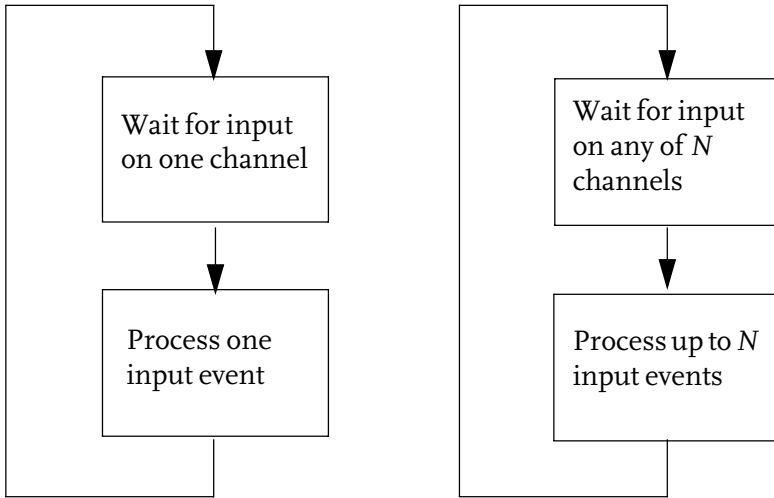 Wait for input
on one channel
Process one
input event
Wait for input
on any of N
channels
Process up to N
input events